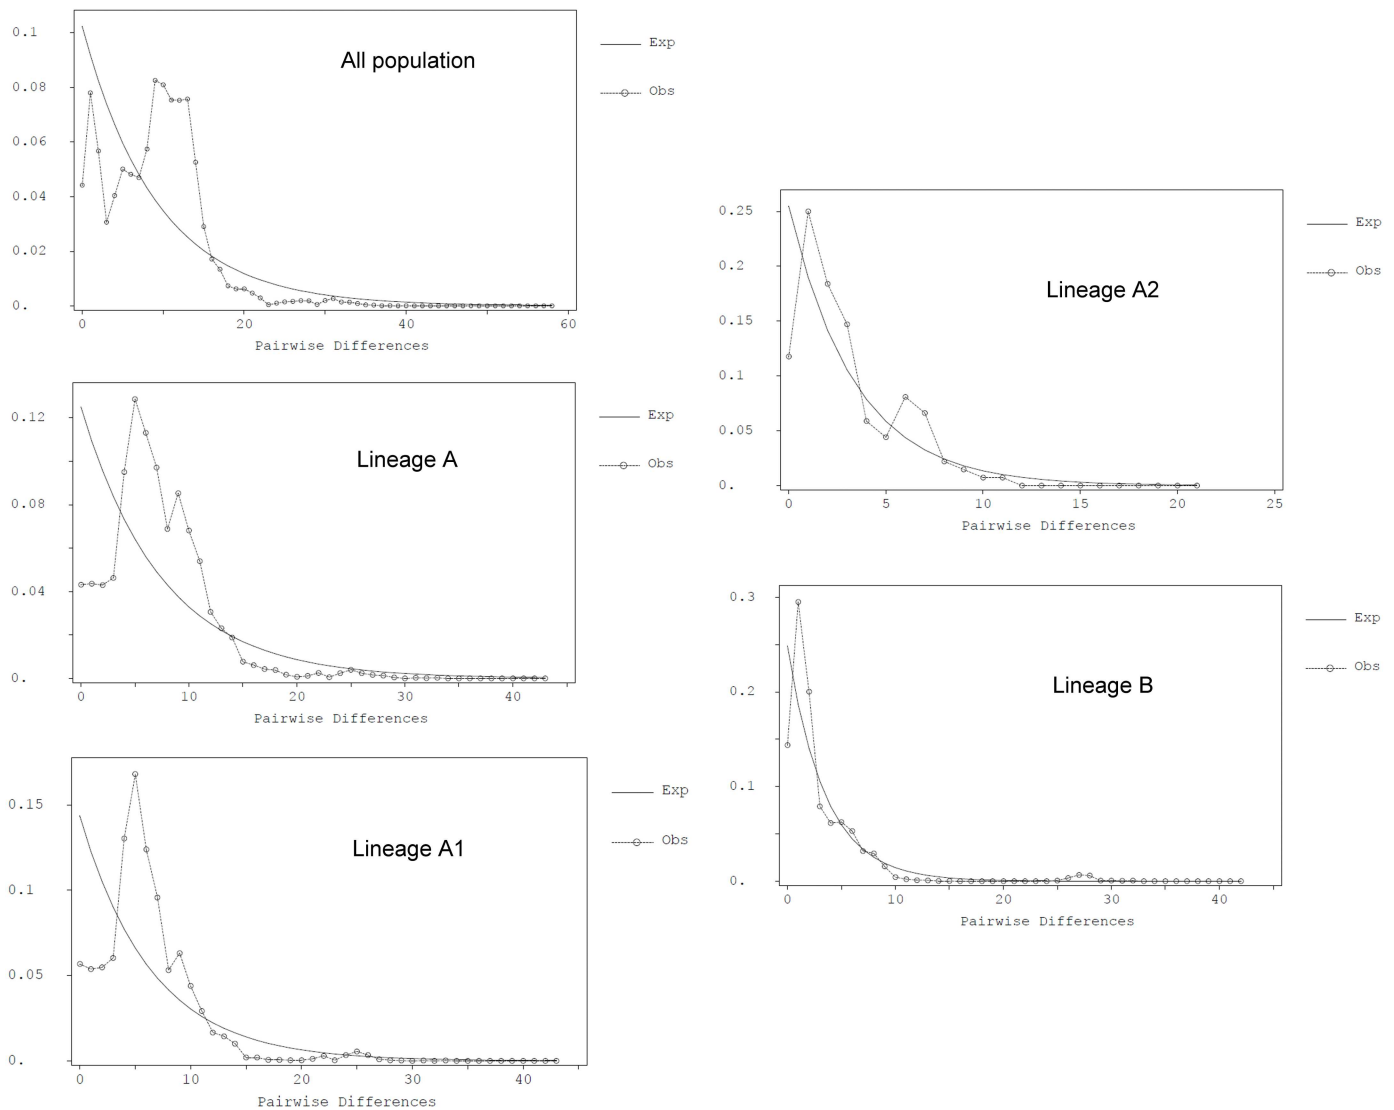 0.1
0.08
0.06
0.04
0.02
0.
0 20 40 60
Pairwise Differences
All population
Exp
Obs
0.12
0.08
0.04
0.
0 10 20 30 40
Pairwise Differences
Lineage A
Exp
Obs
0.15
0.1
0.05
0.
0 10 20 30 40
Pairwise Differences
Lineage A1
Exp
Obs
0.25
0.2
0.15
0.1
0.05
0.
0 5 10 15 20 25
Pairwise Differences
Lineage A2
Exp
Obs
0.3
0.2
0.1
0.
0 10 20 30 40
Pairwise Differences
Lineage B
Exp
Obs